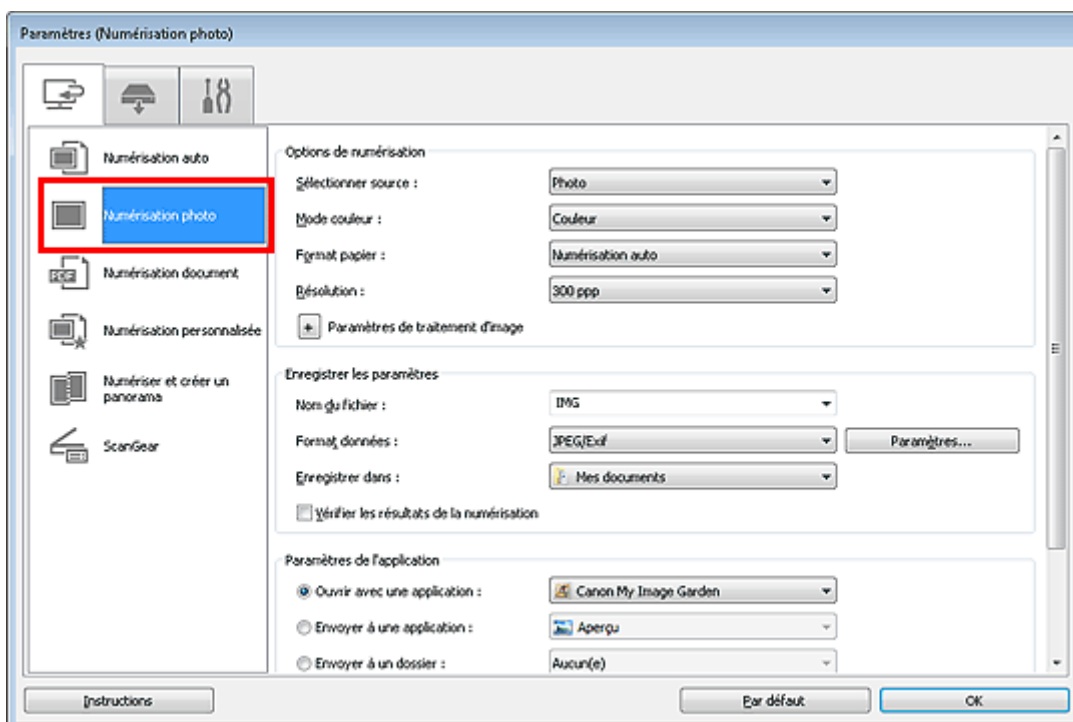 Paramètres (Numérisation photo)
Numérisation auto
Numérisation photo
PDF
Numérisation document
Numérisation personnalisée
Numériser et créer un
panorama
ScanGear
Options de numérisation
Sélectionner source : Photo
Mode couleur : Couleur
Format papier : Numérisation auto
Résolution : 300 ppp
+ Paramètres de traitement d'image
Enregistrer les paramètres
Nom du fichier : IMG
Format données : JPEG/Exif Paramètres...
Enregistrer dans : Mes documents
Vérifier les résultats de la numérisation
Paramètres de l'application
Ouvrir avec une application : Canon My Image Garden
Envoyer à une application : Aperçu
Envoyer à un dossier : Aucun(e)
Instructions Par défaut OK